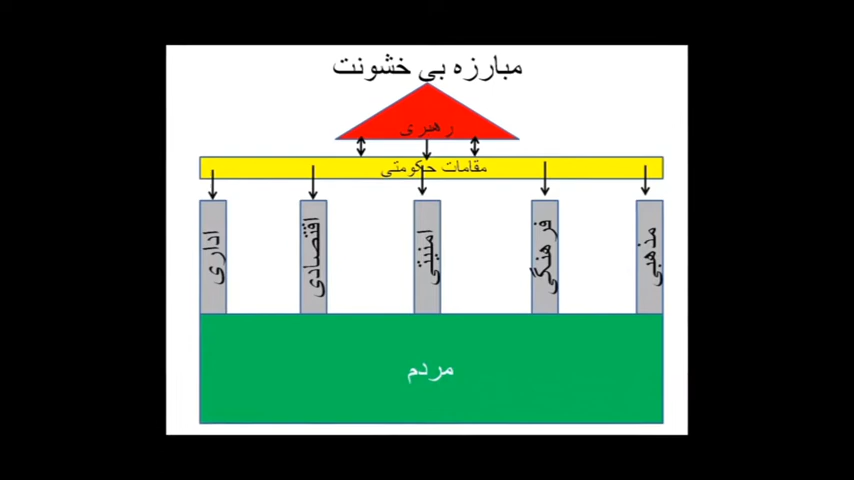 مبارزه بی خشونت
رهبری
مقامات حکومتی
مذهبی
فرهنگی
امنیتی
اقتصادی
اداری
مردم